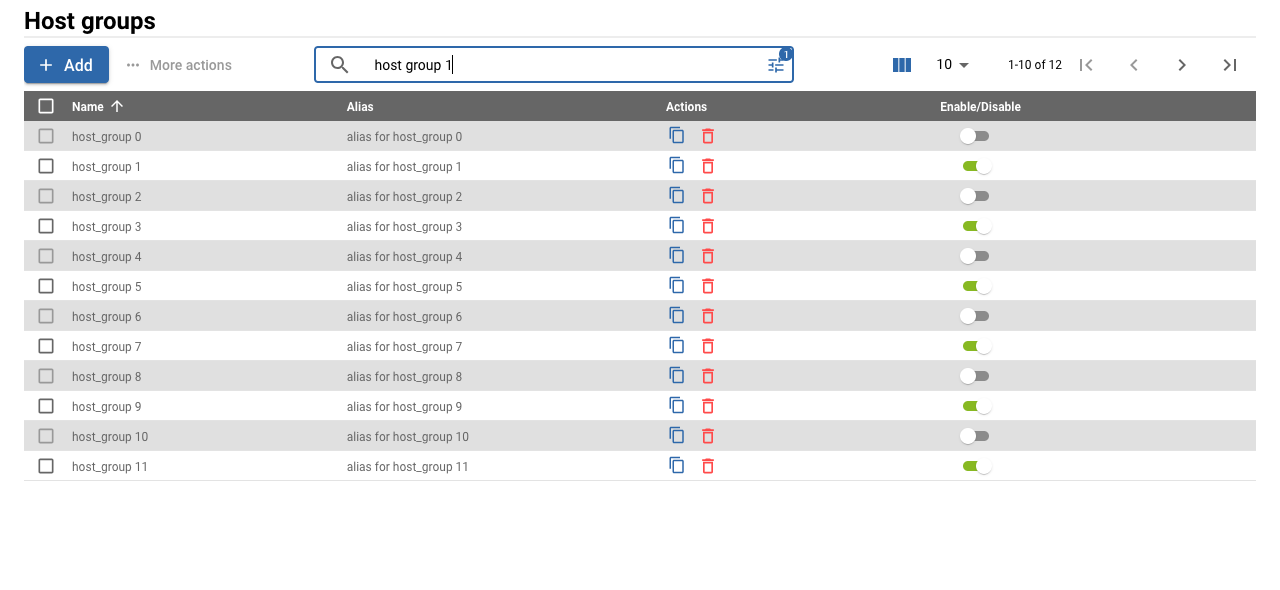 Host groups
Add
More actions
host group 1
1
10
1-10 of 12
Name Alias Actions Enable/Disable
host_group 0 alias for host_group 0
host_group 1 alias for host_group 1
host_group 2 alias for host_group 2
host_group 3 alias for host_group 3
host_group 4 alias for host_group 4
host_group 5 alias for host_group 5
host_group 6 alias for host_group 6
host_group 7 alias for host_group 7
host_group 8 alias for host_group 8
host_group 9 alias for host_group 9
host_group 10 alias for host_group 10
host_group 11 alias for host_group 11